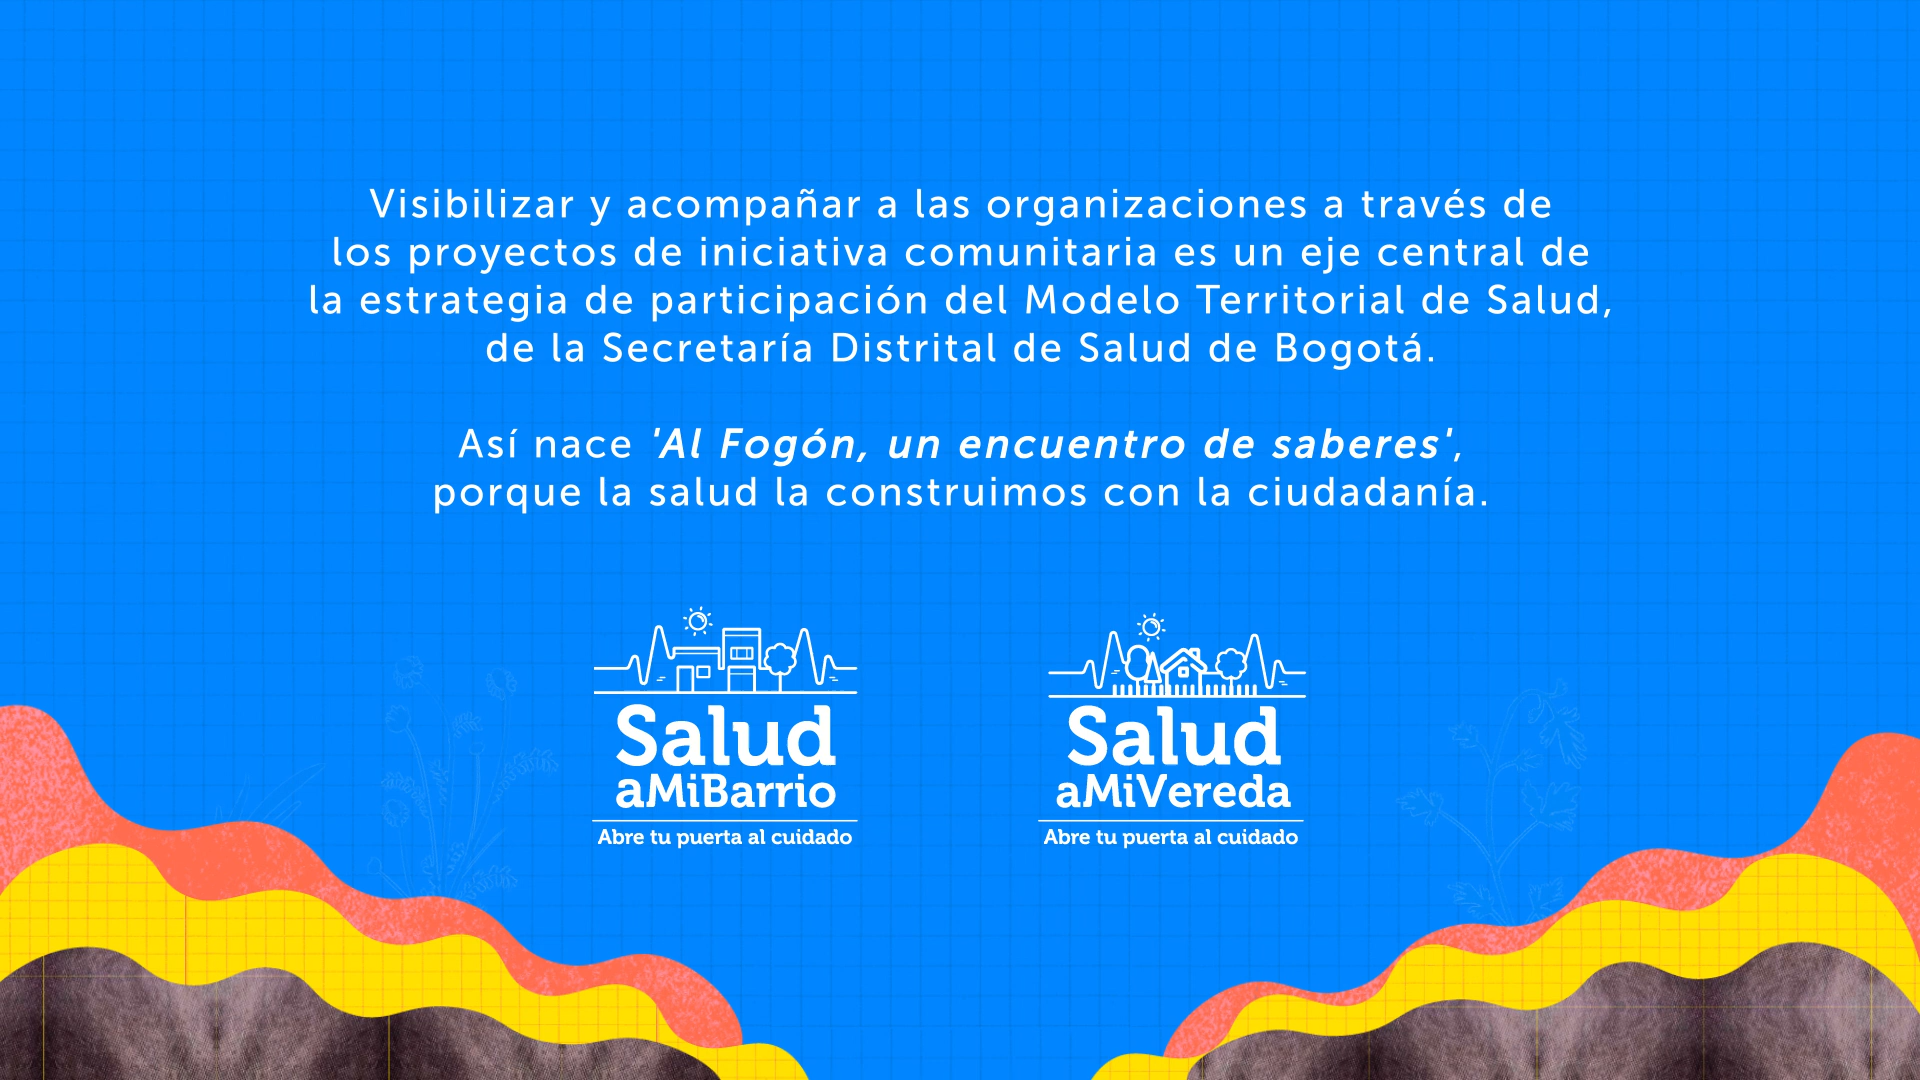 Visibilizar y acompañar a las organizaciones a través de
los proyectos de iniciativa comunitaria es un eje central de
la estrategia de participación del Modelo Territorial de Salud,
de la Secretaría Distrital de Salud de Bogotá.
Así nace 'Al Fogón, un encuentro de saberes',
porque la salud la construimos con la ciudadanía.
Salud
aMiBarrio
Abre tu puerta al cuidado
Salud
aMiVereda
Abre tu puerta al cuidado